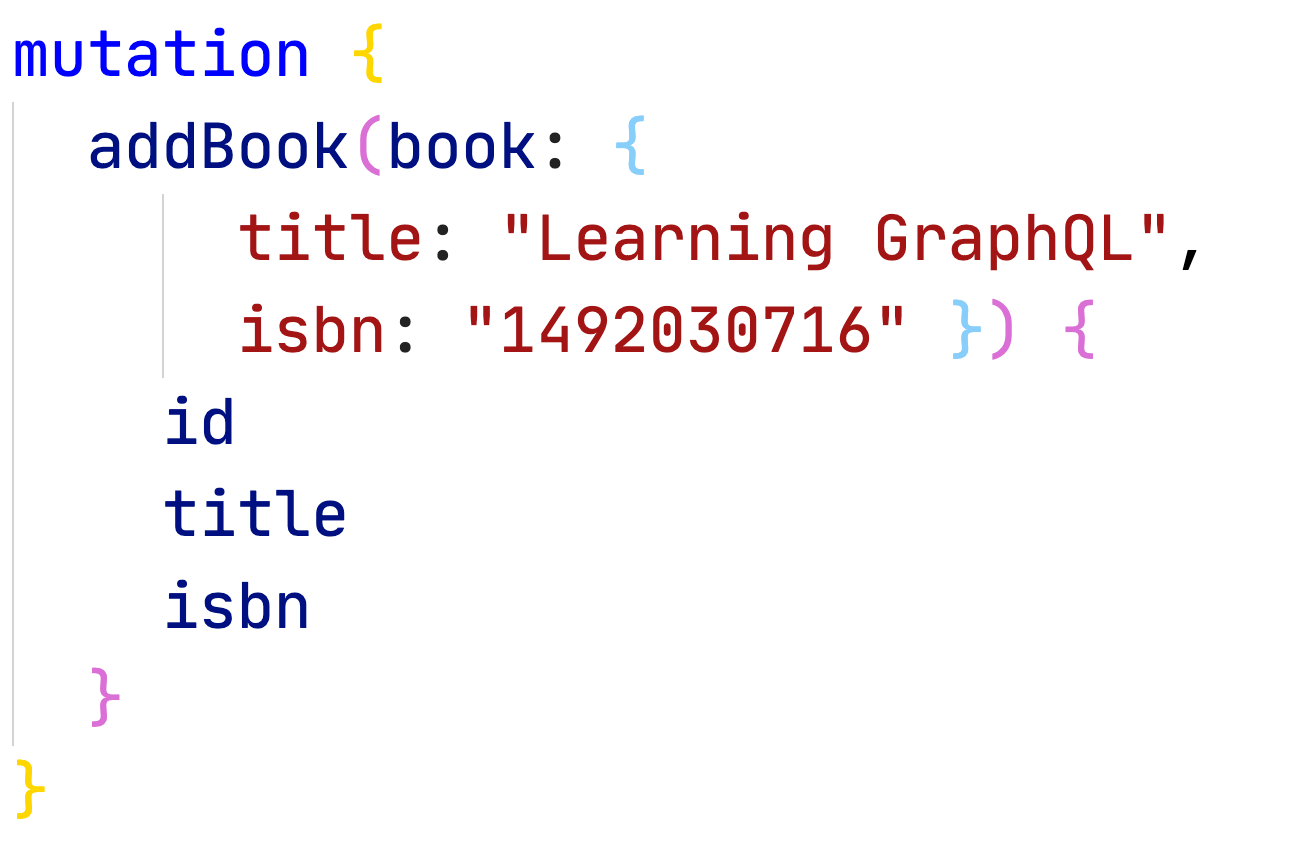 mutation {
  addBook(book: {
      title: "Learning GraphQL",
      isbn: "1492030716" }) {
    id
    title
    isbn
  }
}